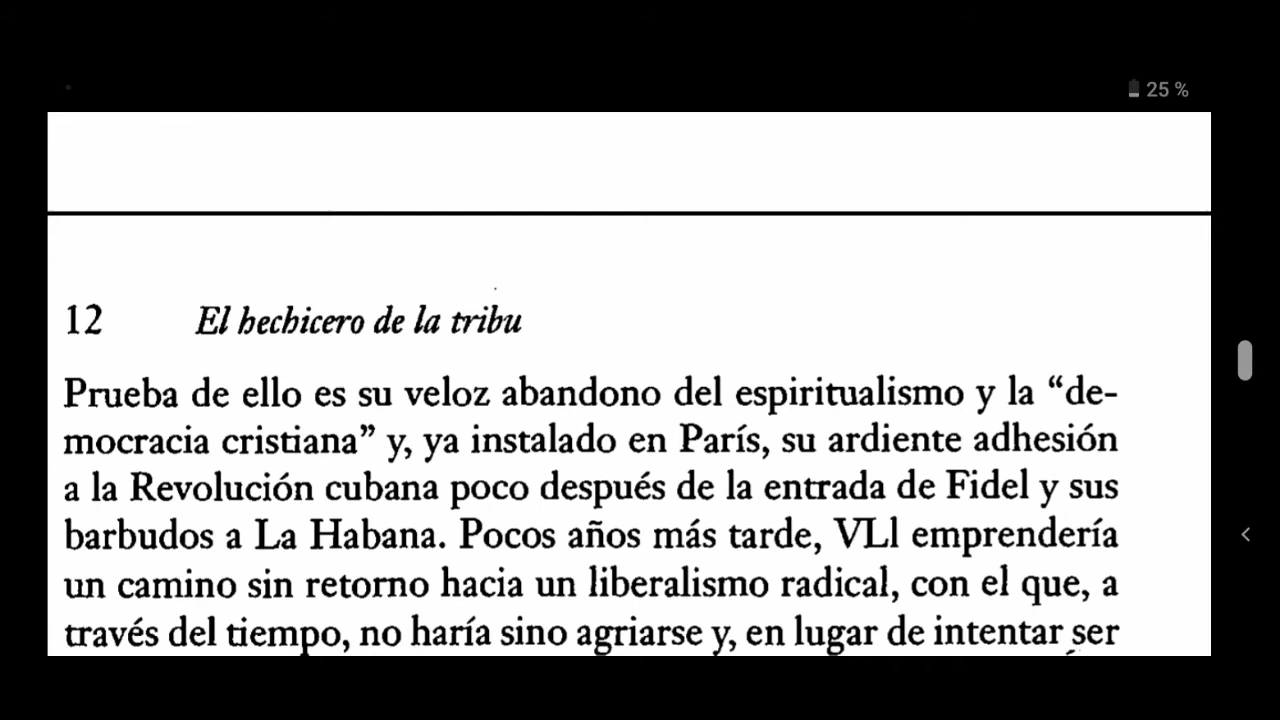 25 %
12 El hechicero de la tribu
Prueba de ello es su veloz abandono del espiritualismo y la “de-
mocracia cristiana” y, ya instalado en París, su ardiente adhesión
a la Revolución cubana poco después de la entrada de Fidel y sus
barbudos a La Habana. Pocos años más tarde, VLl emprendería
un camino sin retorno hacia un liberalismo radical, con el que, a
través del tiempo, no haría sino agriarse y, en lugar de intentar ser